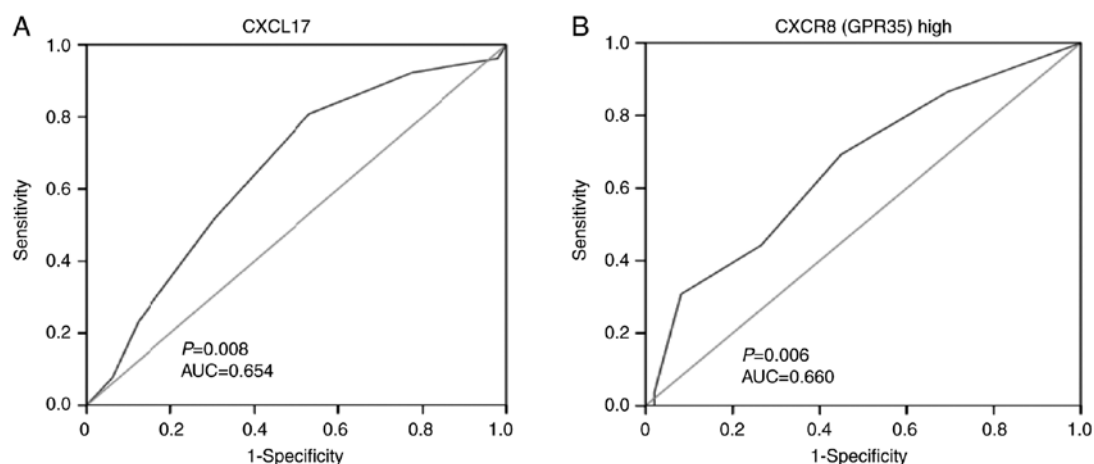 A
CXCL17
1.0
0.8
0.6
0.4
0.2
0.0
Sensitivity
P=0.008
AUC=0.654
0 0.2 0.4 0.6 0.8 1.0
1-Specificity
B
CXCR8 (GPR35) high
1.0
0.8
0.6
0.4
0.2
0.0
Sensitivity
P=0.006
AUC=0.660
0 0.2 0.4 0.6 0.8 1.0
1-Specificity